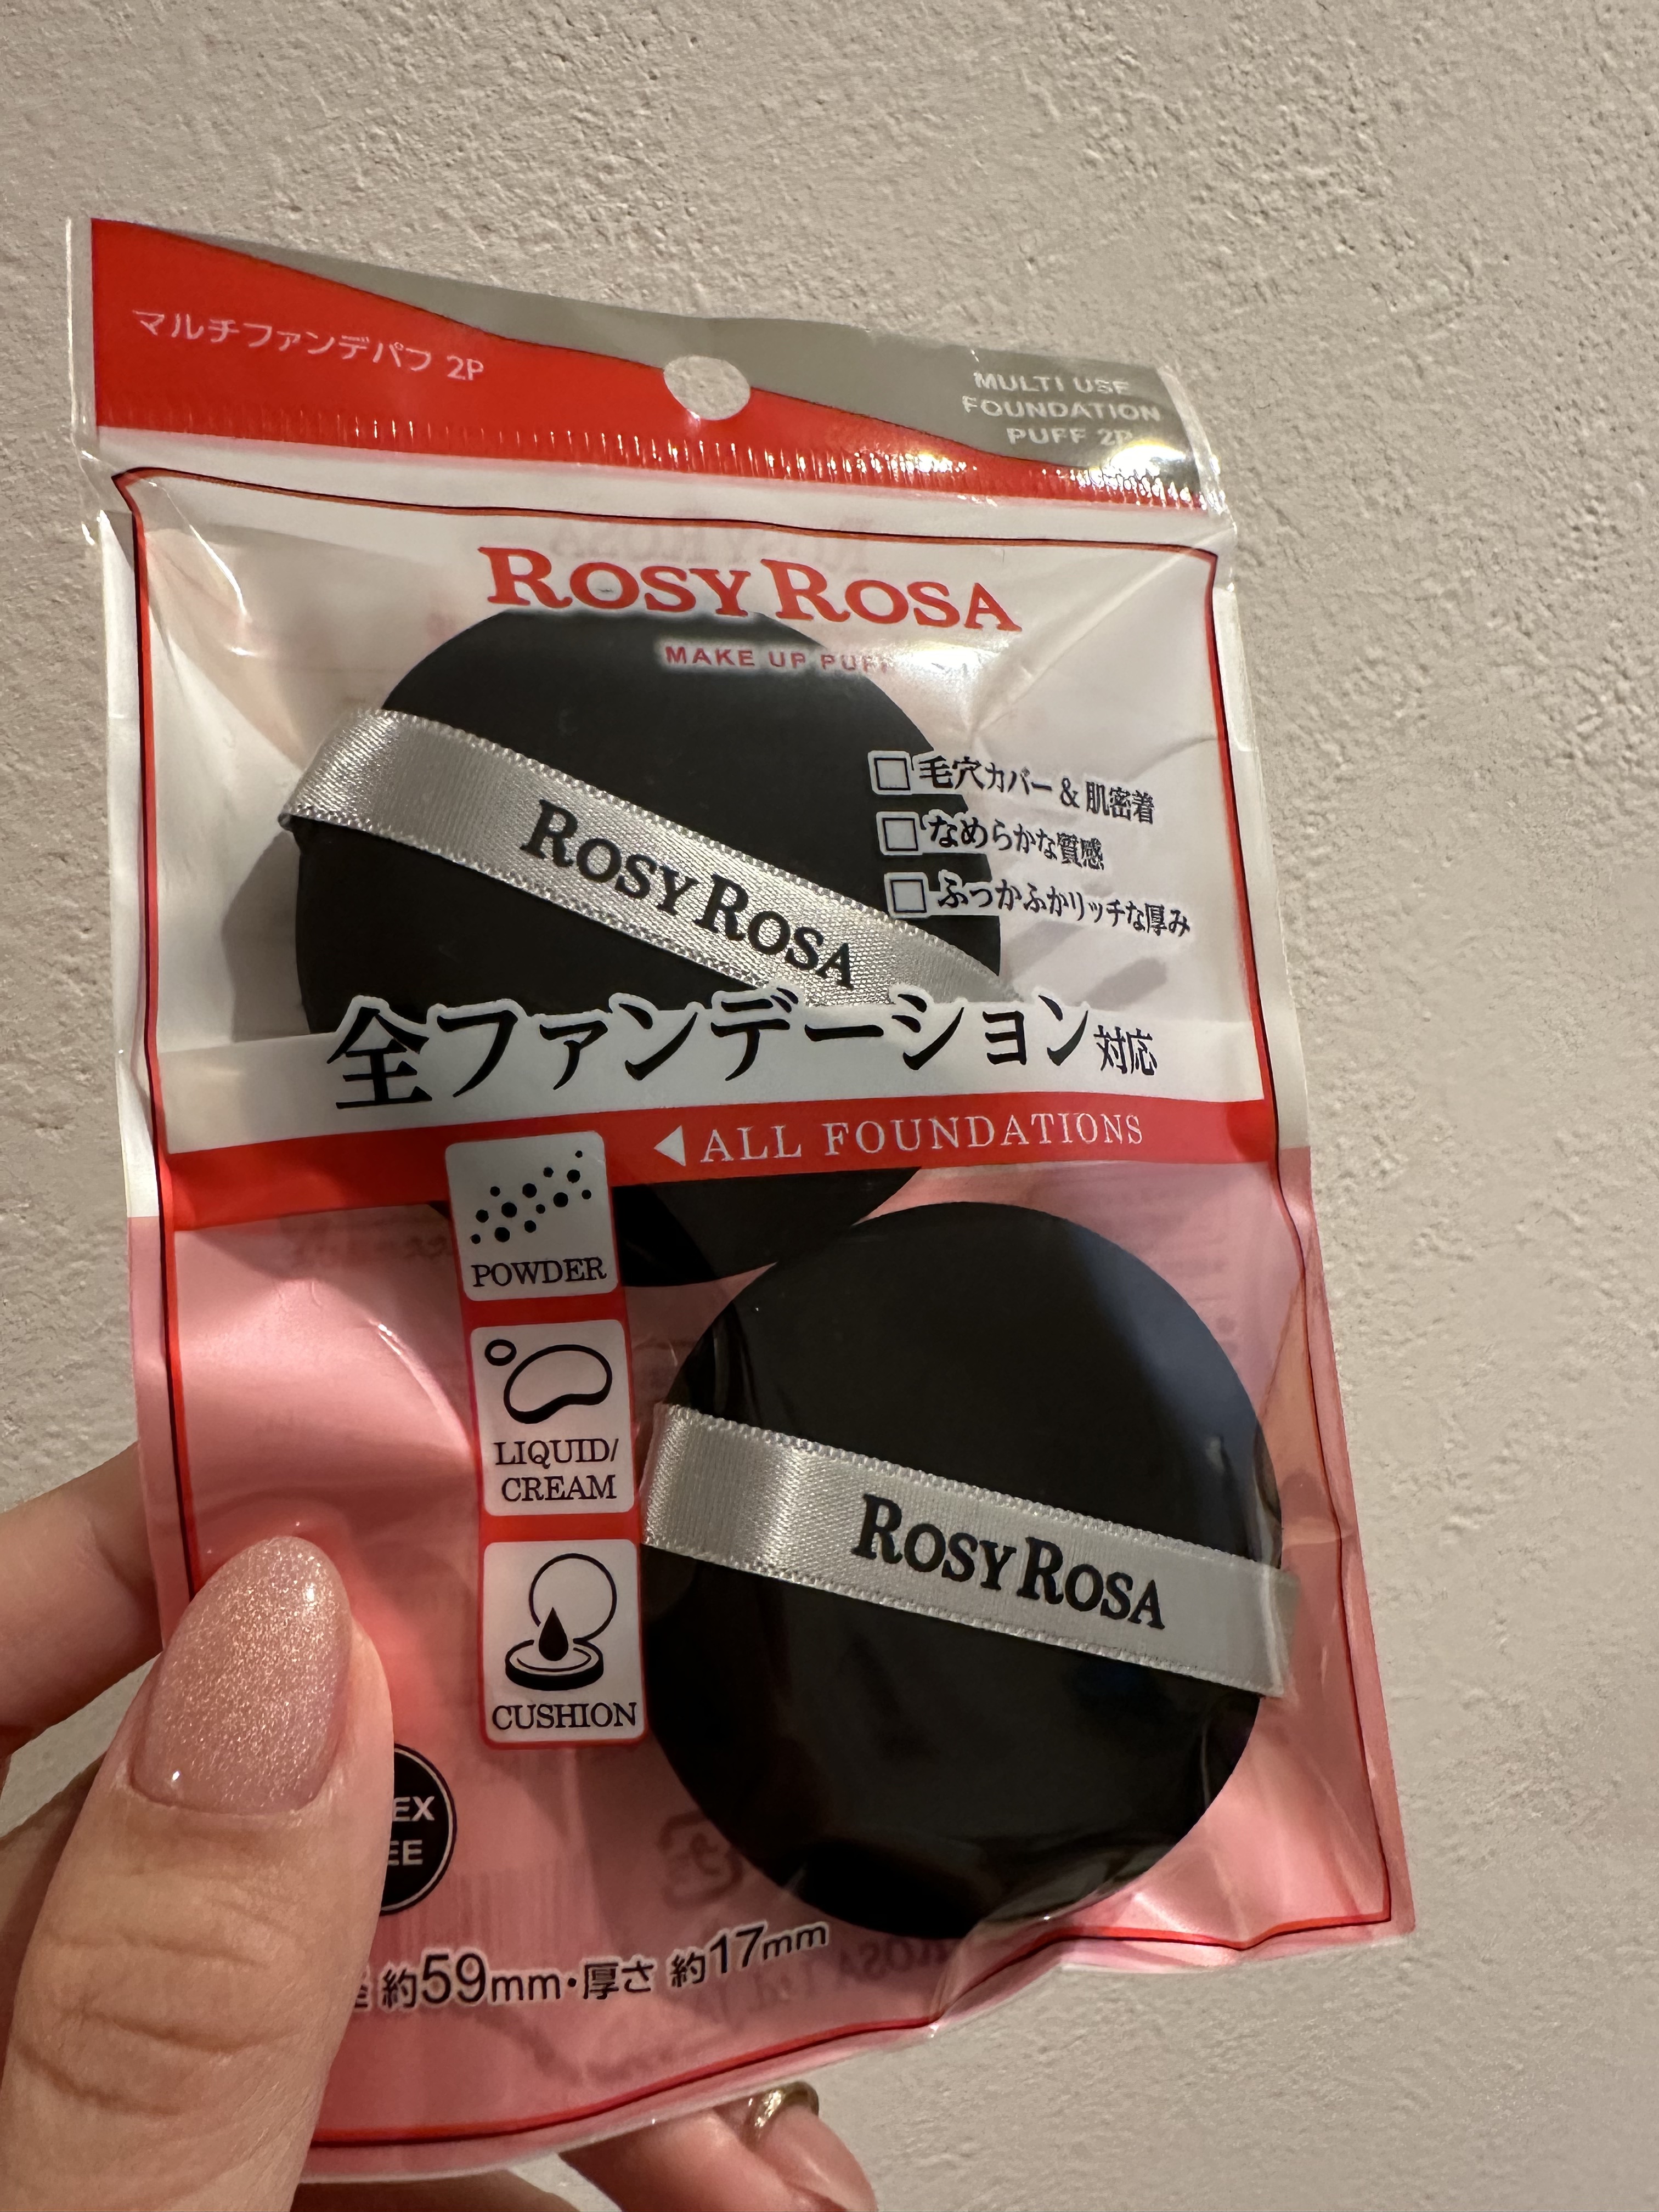 マルチファンデパフ 2P
MULTI USE
FOUNDATION
PUFF 2P
ROSY ROSA
MAKE UP PUFF
ROSY ROSA
毛穴カバー & 肌密着
なめらかな質感
ふっかふかリッチな厚み
全ファンデーション対応
ALL FOUNDATIONS
POWDER
LIQUID/
CREAM
CUSHION
ROSY ROSA
約59mm・厚さ 約17mm